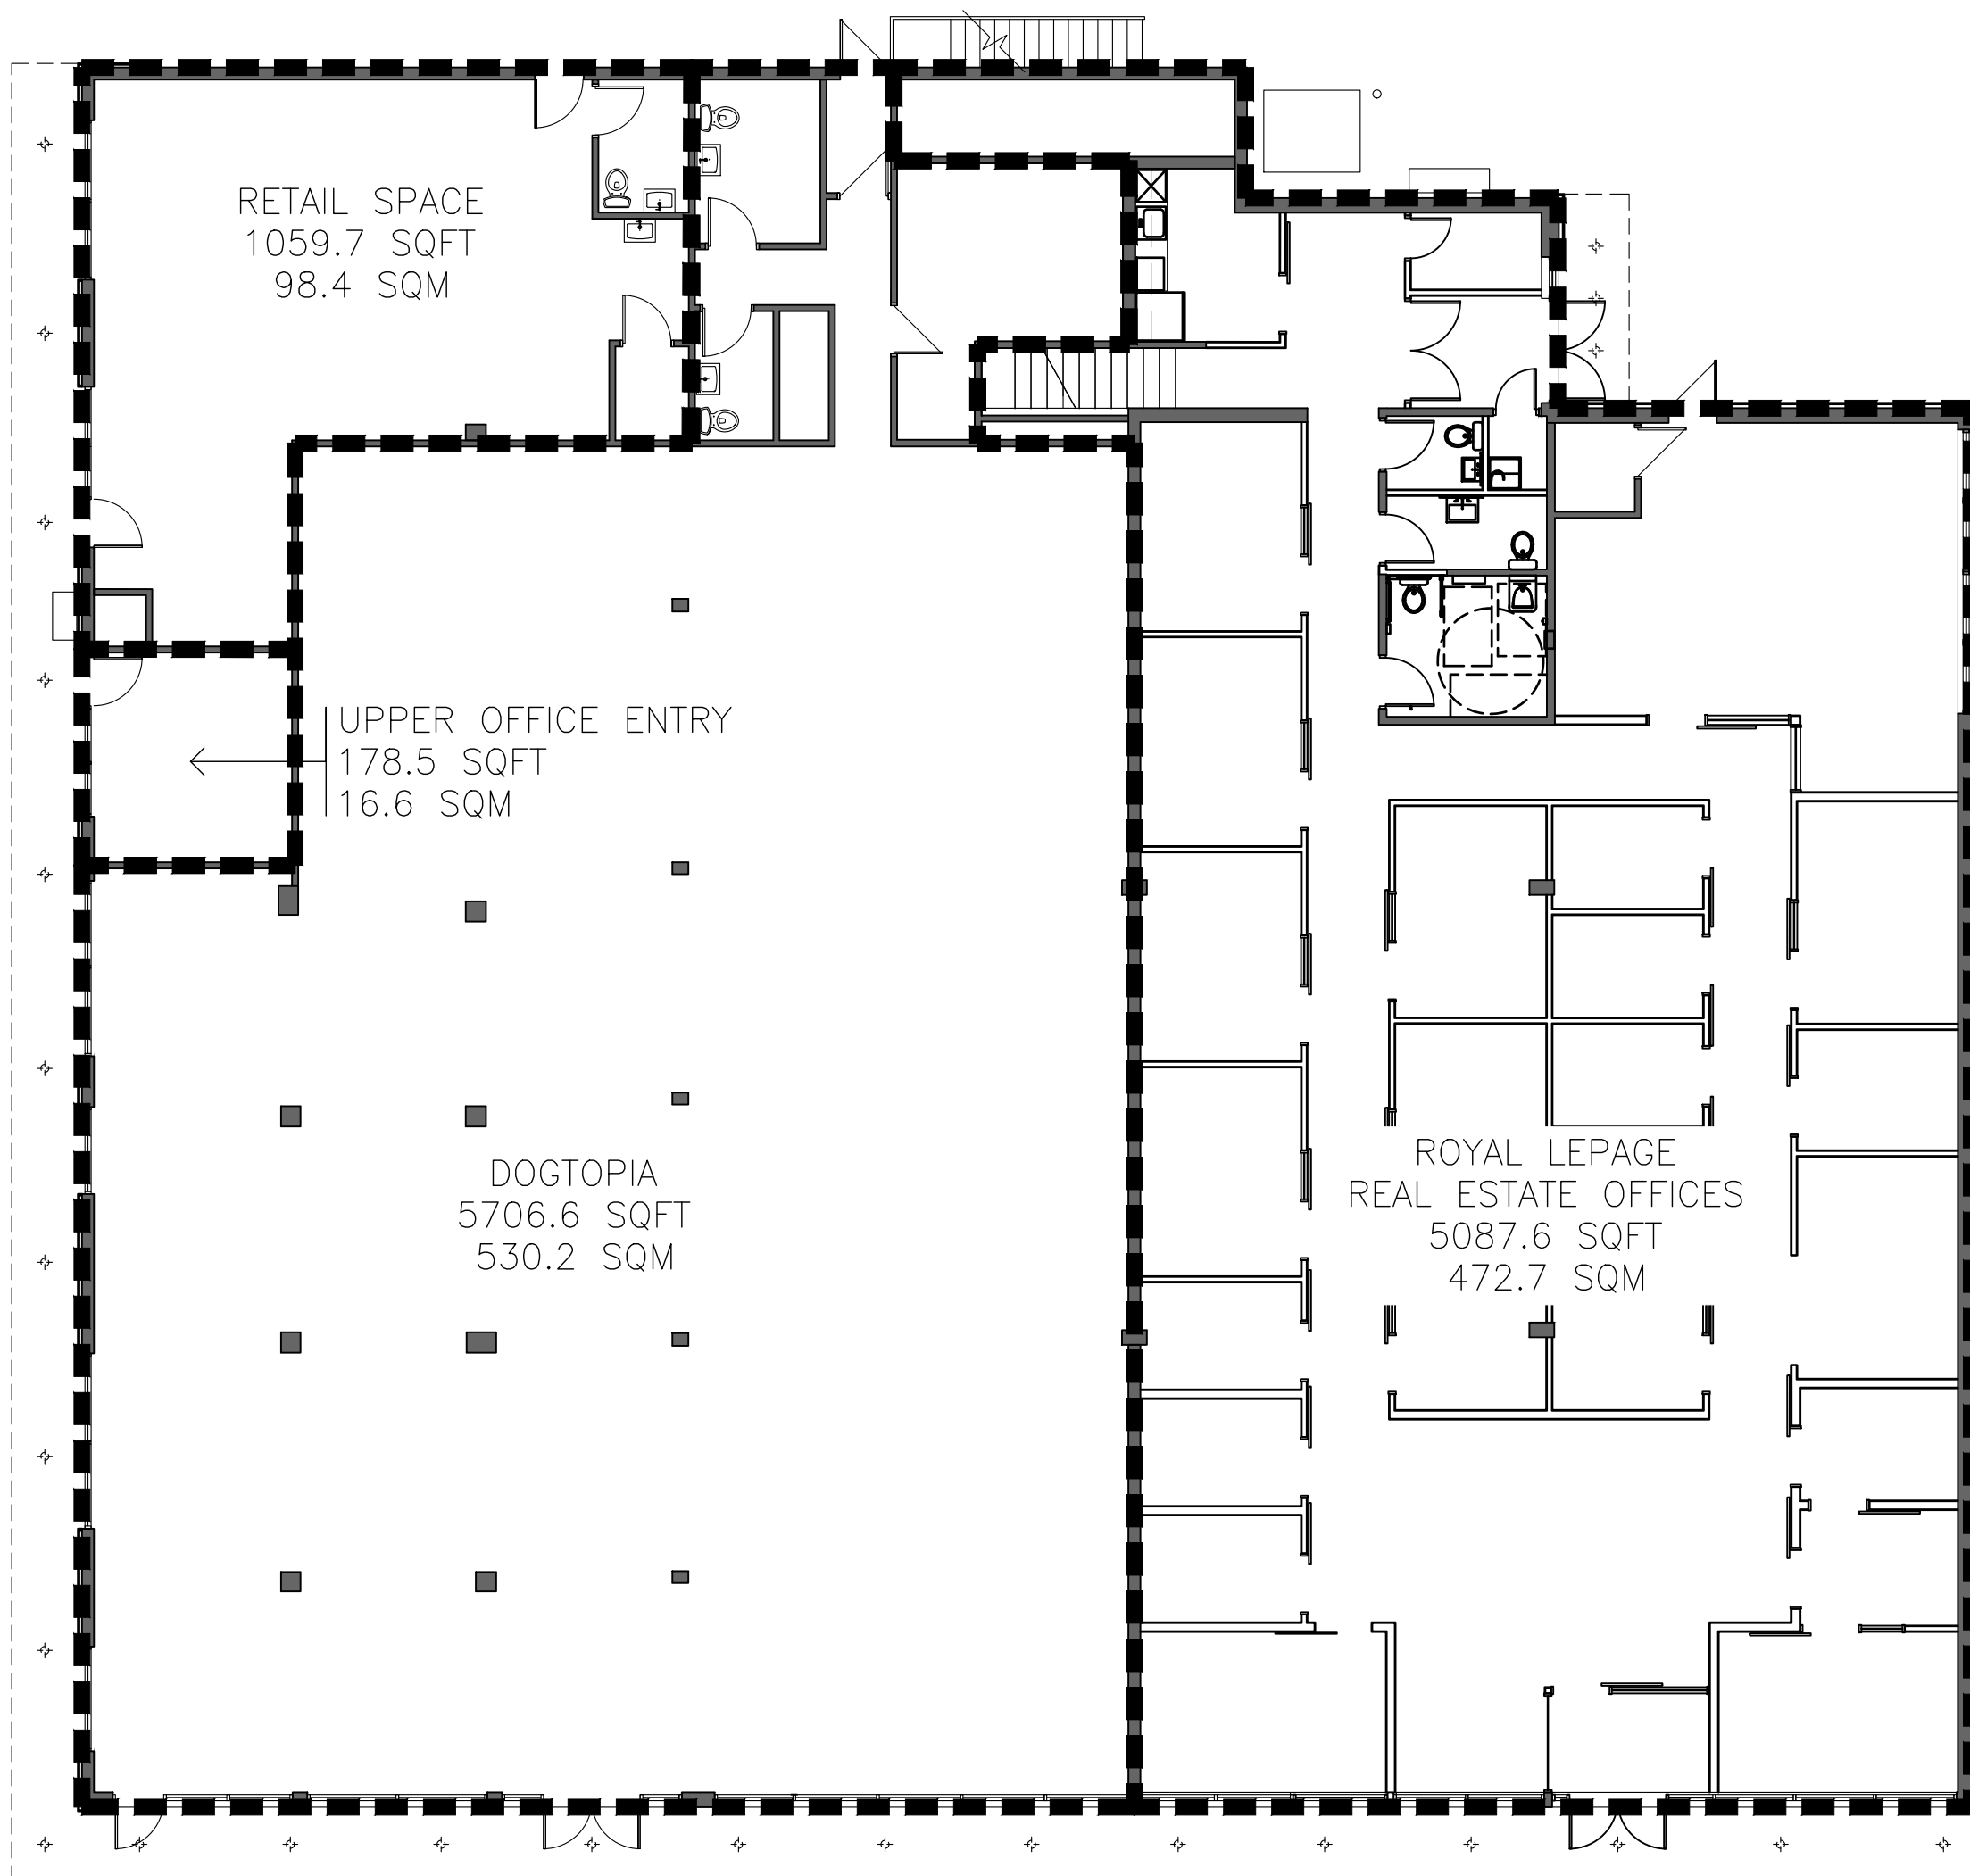 RETAIL SPACE
1059.7 SQFT
98.4 SQM
UPPER OFFICE ENTRY
178.5 SQFT
16.6 SQM
DOGTOPIA
5706.6 SQFT
530.2 SQM
ROYAL LEPAGE
REAL ESTATE OFFICES
5087.6 SQFT
472.7 SQM